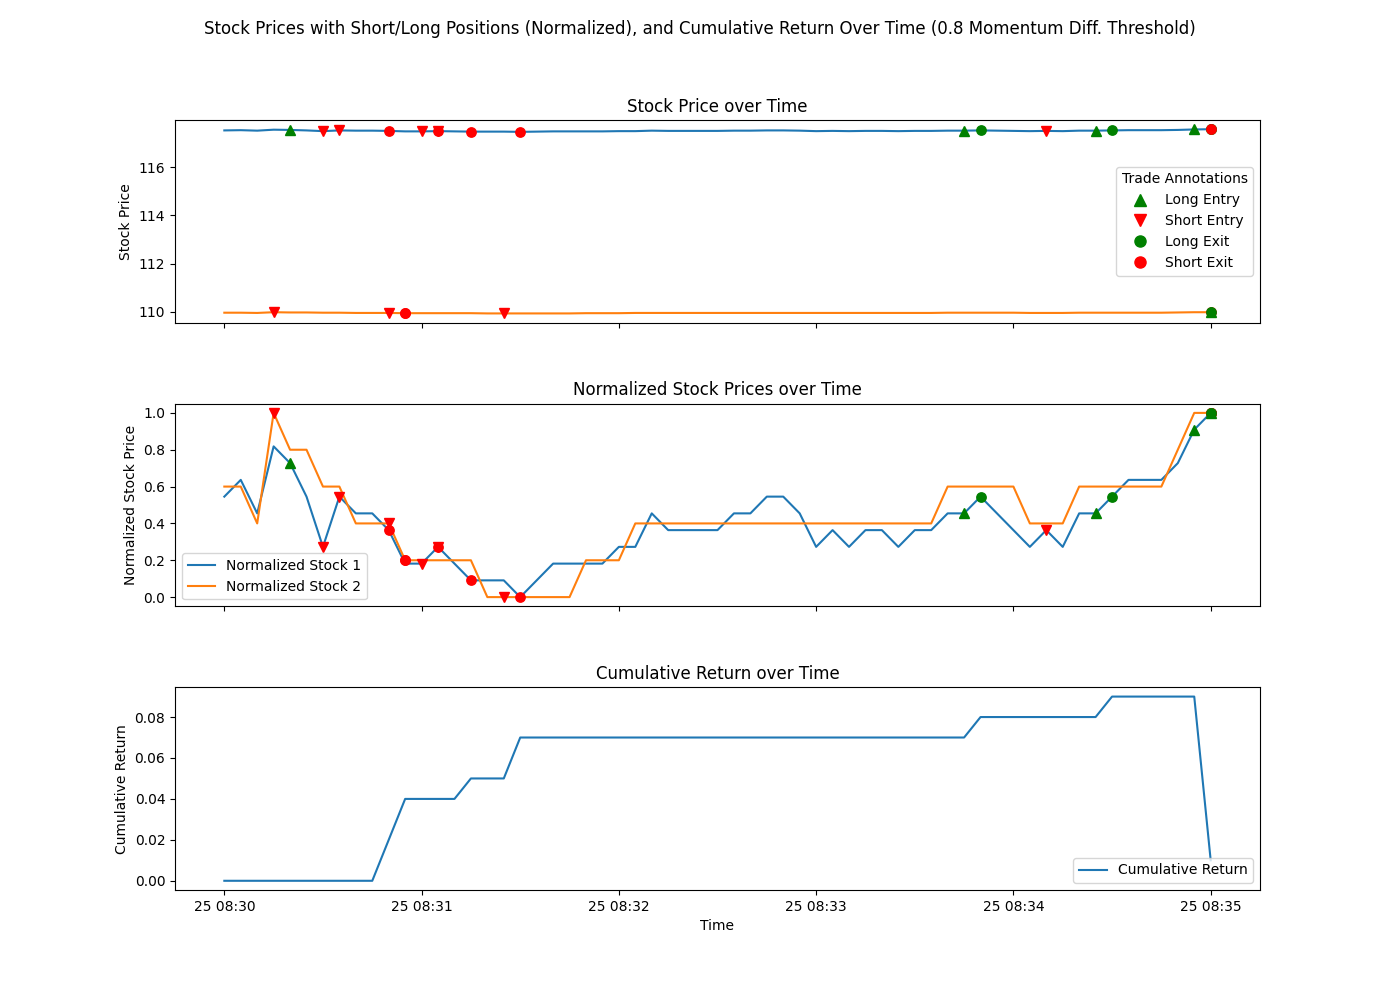 Stock Prices with Short/Long Positions (Normalized), and Cumulative Return Over Time (0.8 Momentum Diff. Threshold)
Stock Price over Time
Stock Price
116
114
112
110
Trade Annotations
Long Entry
Short Entry
Long Exit
Short Exit
Normalized Stock Prices over Time
Normalized Stock Price
1.0
0.8
0.6
0.4
0.2
0.0
Normalized Stock 1
Normalized Stock 2
Cumulative Return over Time
Cumulative Return
0.08
0.06
0.04
0.02
0.00
Cumulative Return
25 08:30
25 08:31
25 08:32
25 08:33
25 08:34
25 08:35
Time